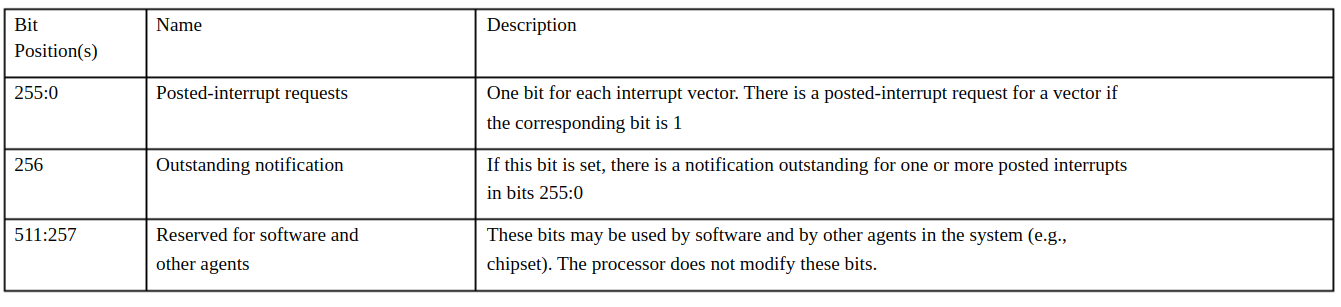 Bit
Position(s)
Name
Description
255:0
Posted-interrupt requests
One bit for each interrupt vector. There is a posted-interrupt request for a vector if
the corresponding bit is 1
256
Outstanding notification
If this bit is set, there is a notification outstanding for one or more posted interrupts
in bits 255:0
511:257
Reserved for software and
other agents
These bits may be used by software and by other agents in the system (e.g.,
chipset). The processor does not modify these bits.